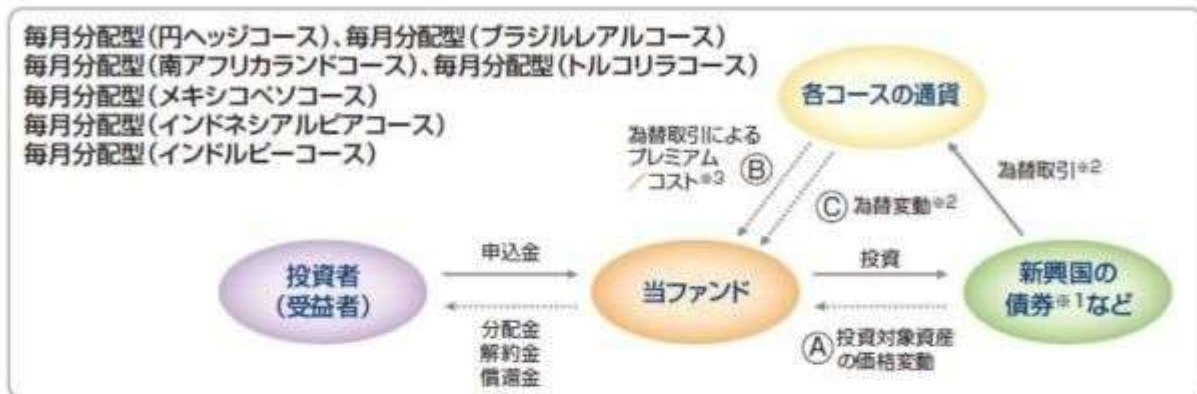 毎月分配型(円ヘッジコース)、毎月分配型(ブラジルレアルコース)
毎月分配型(南アフリカランドコース)、毎月分配型(トルコリラコース)
毎月分配型(メキシコペソコース)
毎月分配型(インドネシアルピアコース)
毎月分配型(インドルピーコース)
各コースの通貨
為替取引による
プレミアム
/コスト※3
Ⓑ
Ⓒ 為替変動※2
為替取引※2
投資者
(受益者)
申込金
分配金
解約金
償還金
当ファンド
投資
Ⓐ 投資対象資産
の価格変動
新興国の
債券※1など